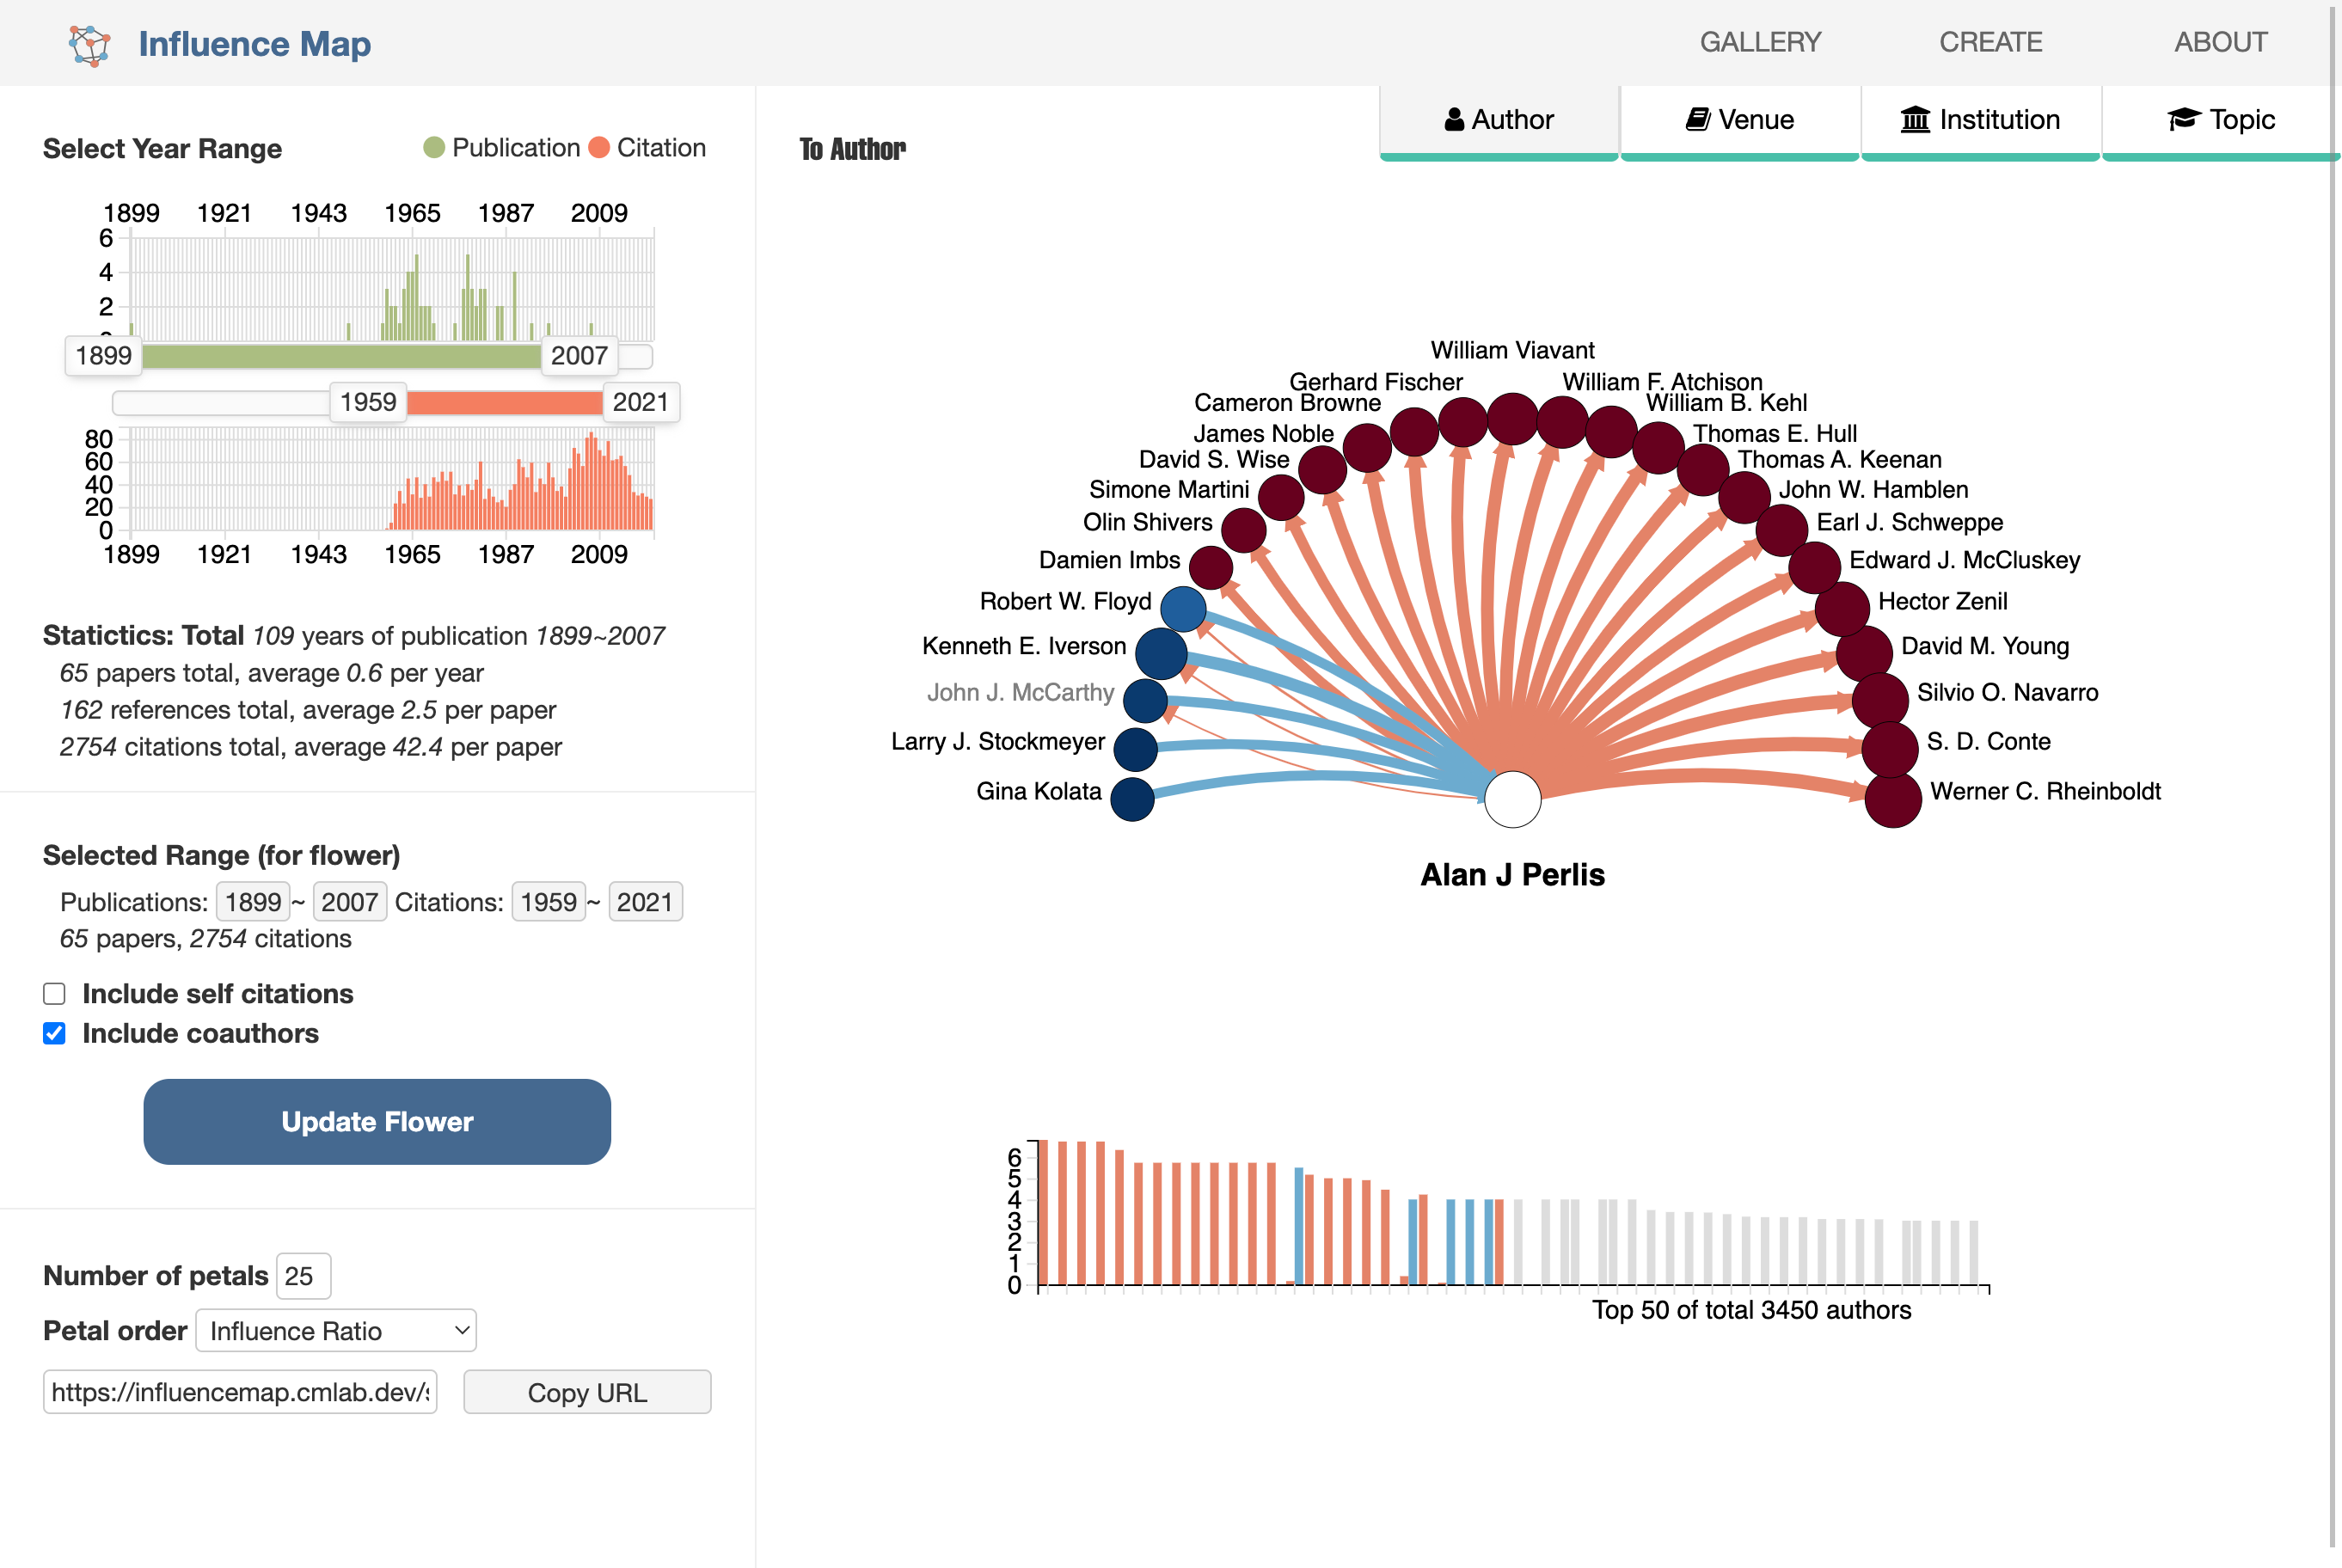 Influence Map
GALLERY CREATE ABOUT
Select Year Range
Publication Citation
To Author
Author Venue Institution Topic
1899 1921 1943 1965 1987 2009
6
4
2
1899 2007
1959 2021
80
60
40
20
0
1899 1921 1943 1965 1987 2009
Statictics: Total 109 years of publication 1899~2007
65 papers total, average 0.6 per year
162 references total, average 2.5 per paper
2754 citations total, average 42.4 per paper
Selected Range (for flower)
Publications: 1899 ~ 2007 Citations: 1959 ~ 2021
65 papers, 2754 citations
Include self citations
Include coauthors
Update Flower
Number of petals 25
Petal order Influence Ratio
https://influencemap.cmlab.dev/
Copy URL
William Viavant
Gerhard Fischer
William F. Atchison
Cameron Browne
William B. Kehl
James Noble
Thomas E. Hull
David S. Wise
Thomas A. Keenan
Simone Martini
John W. Hamblen
Olin Shivers
Earl J. Schweppe
Damien Imbs
Edward J. McCluskey
Robert W. Floyd
Hector Zenil
Kenneth E. Iverson
David M. Young
John J. McCarthy
Silvio O. Navarro
Larry J. Stockmeyer
S. D. Conte
Gina Kolata
Werner C. Rheinboldt
Alan J Perlis
6
5
4
3
2
1
0
Top 50 of total 3450 authors